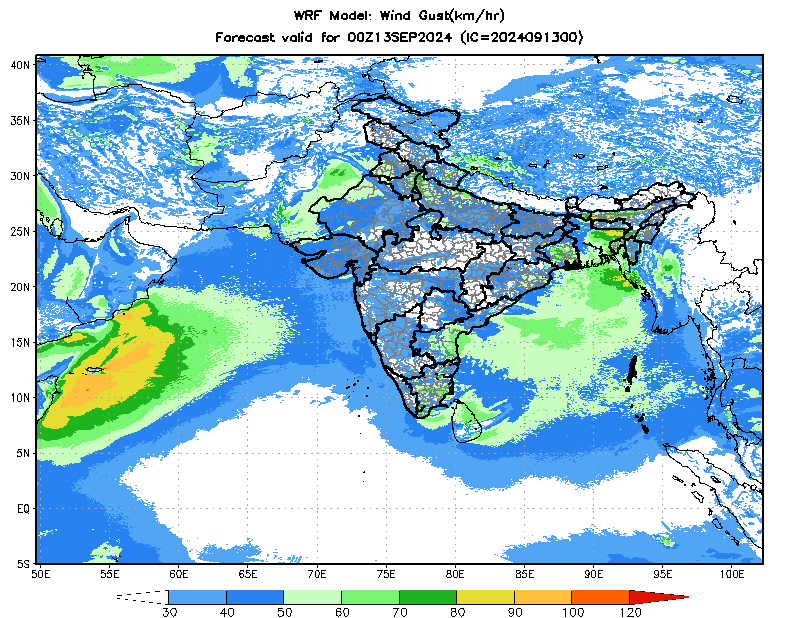 WRF Model: Wind Gust(km/hr)
Forecast valid for 00Z13SEP2024 (IC=2024091300)
40N
35N
30N
25N
20N
15N
10N
5N
EQ
5S
50E 55E 60E 65E 70E 75E 80E 85E 90E 95E 100E
30 40 50 60 70 80 90 100 120